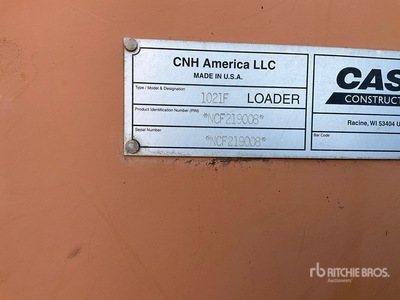 CNH America LLC
MADE IN U.S.A.
Type / Model & Designation
1021F LOADER
Product Identification Number (PIN)
*NCF219008*
Serial Number
*NCF219008*
CAS
CONSTRUCT
Racine, WI 53404 U
Bar Code
rb RITCHIE BROS.
Auctioneers